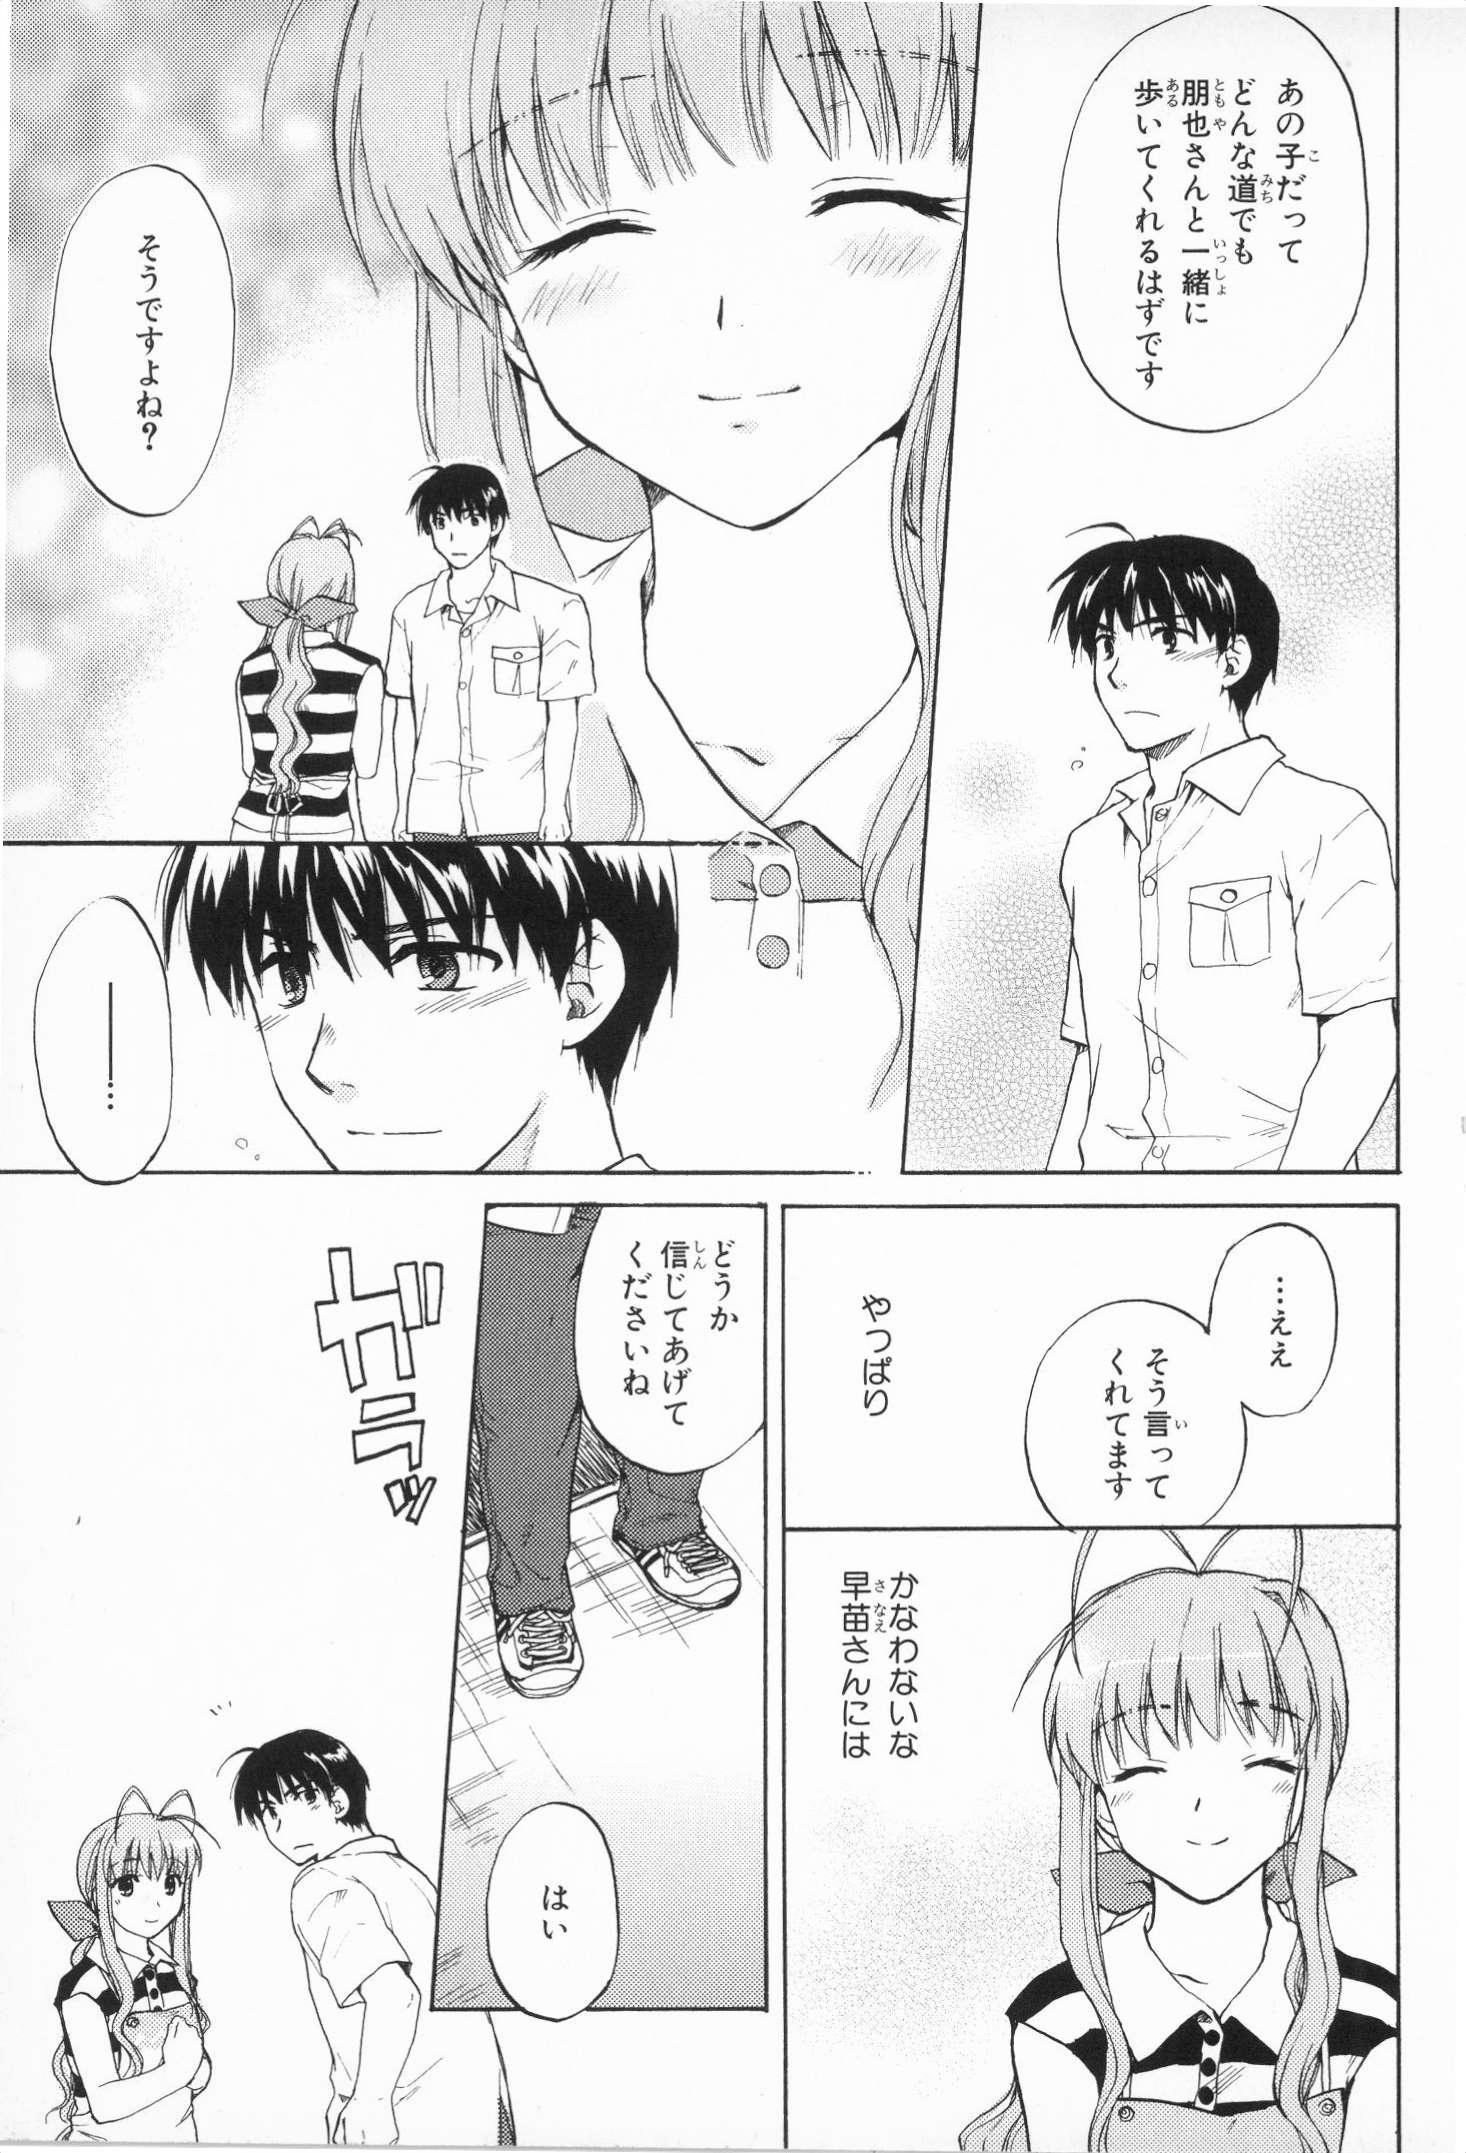 あの子だって
どんな道でも
朋也さんと一緒に
歩いてくれるはずです
そうですよね？
――…
…ええ
そう言って
くれてます
やっぱり
かなわないな
早苗さんには
どうか
信じてあげて
くださいね
はい
ガラッ